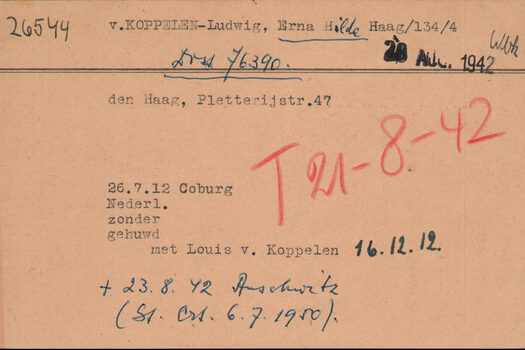 26544 v.KOPPELEN-Ludwig, Erna Hilde Haag/134/4
Doss 76390. 20 AUG. 1942
den Haag, Pletterijstr.47
T 21-8-42
26.7.12 Coburg
Nederl.
zonder
gehuwd
met Louis v. Koppelen 16.12.12.
+ 23.8.42 Auschwitz
(St. Crt. 6.7.1950).